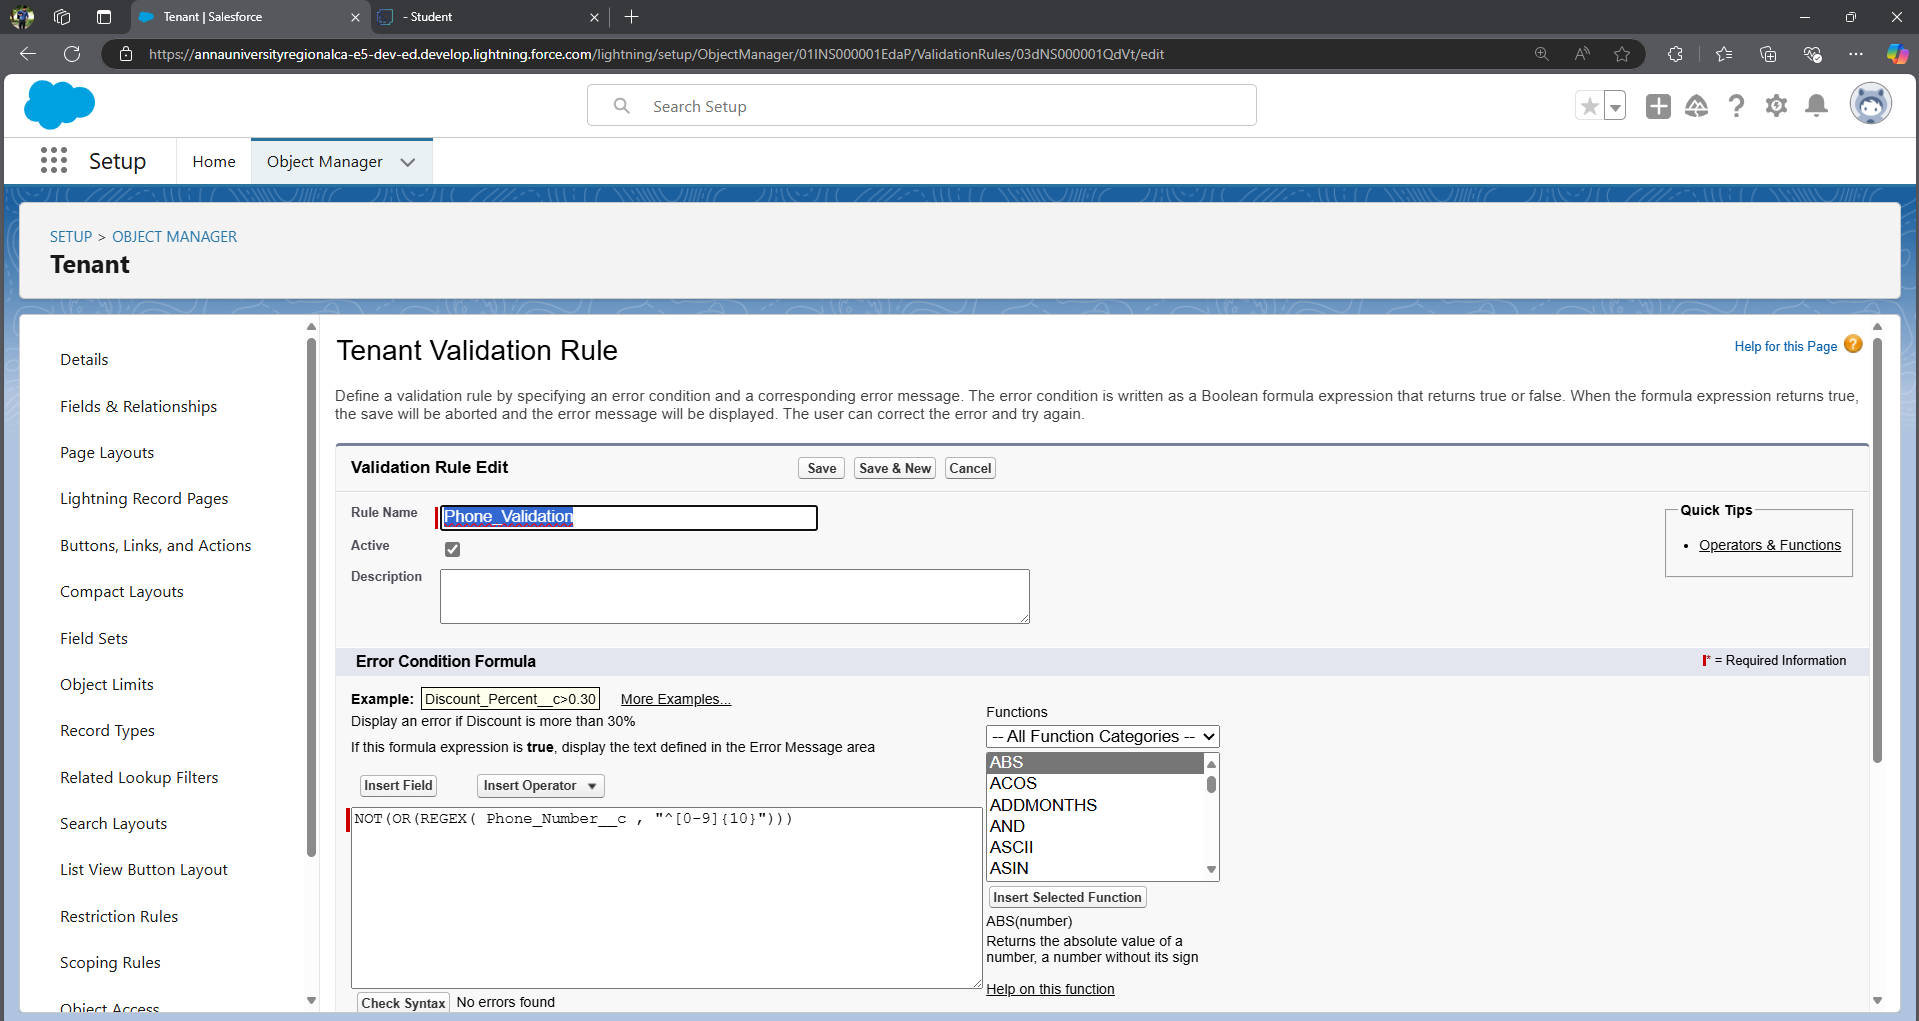 Tenant | Salesforce
- Student
https://annauniversityregionalca-e5-dev-ed.develop.lightning.force.com/lightning/setup/ObjectManager/01INS000001EdaP/ValidationRules/03dNS000001QdVt/edit
Search Setup
Setup
Home
Object Manager
SETUP > OBJECT MANAGER
Tenant
Details
Fields & Relationships
Page Layouts
Lightning Record Pages
Buttons, Links, and Actions
Compact Layouts
Field Sets
Object Limits
Record Types
Related Lookup Filters
Search Layouts
List View Button Layout
Restriction Rules
Scoping Rules
Object Access
Tenant Validation Rule
Help for this Page
Define a validation rule by specifying an error condition and a corresponding error message. The error condition is written as a Boolean formula expression that returns true or false. When the formula expression returns true,
the save will be aborted and the error message will be displayed. The user can correct the error and try again.
Validation Rule Edit
Save
Save & New
Cancel
Rule Name
Phone_Validation
Active
Description
Quick Tips
• Operators & Functions
Error Condition Formula
* = Required Information
Example:
Discount_Percent__c>0.30
More Examples...
Display an error if Discount is more than 30%
If this formula expression is true, display the text defined in the Error Message area
Insert Field
Insert Operator
NOT(OR(REGEX( Phone_Number__c , "^[0-9]{10}")))
Check Syntax
No errors found
Functions
-- All Function Categories --
ABS
ACOS
ADDMONTHS
AND
ASCII
ASIN
Insert Selected Function
ABS(number)
Returns the absolute value of a
number, a number without its sign
Help on this function